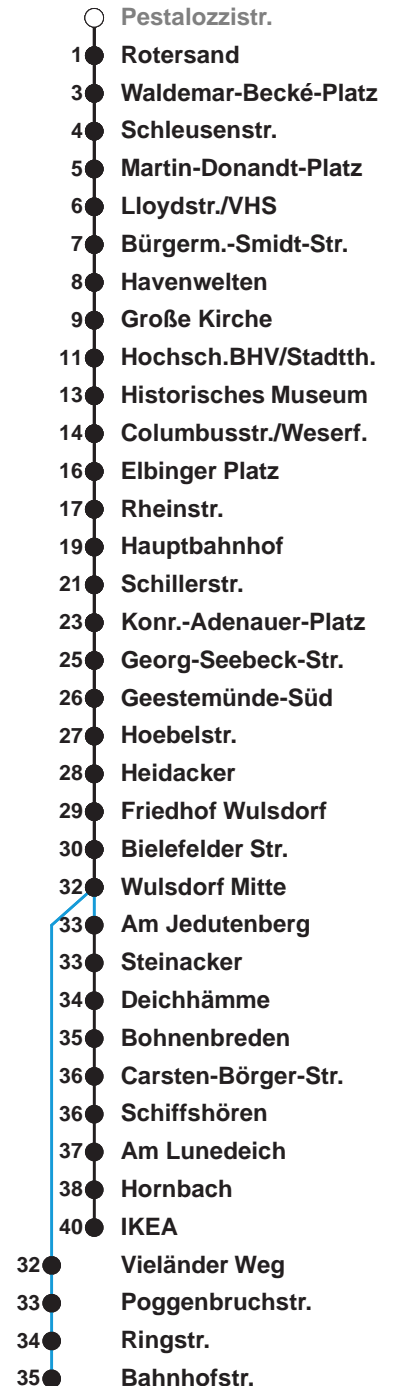 Pestalozzistr.
1 Rotersand
3 Waldemar-Becké-Platz
4 Schleusenstr.
5 Martin-Donandt-Platz
6 Lloydstr./VHS
7 Bürgerm.-Smidt-Str.
8 Havenwelten
9 Große Kirche
11 Hochsch.BHV/Stadtth.
13 Historisches Museum
14 Columbusstr./Weserf.
16 Elbinger Platz
17 Rheinstr.
19 Hauptbahnhof
21 Schillerstr.
23 Konr.-Adenauer-Platz
25 Georg-Seebeck-Str.
26 Geestemünde-Süd
27 Hoebelstr.
28 Heidacker
29 Friedhof Wulsdorf
30 Bielefelder Str.
32 Wulsdorf Mitte
33 Am Jedutenberg
33 Steinacker
34 Deichhämme
35 Bohnenbreden
36 Carsten-Börger-Str.
36 Schiffshören
37 Am Lunedeich
38 Hornbach
40 IKEA
32 Vieländer Weg
33 Poggenbruchstr.
34 Ringstr.
35 Bahnhofstr.